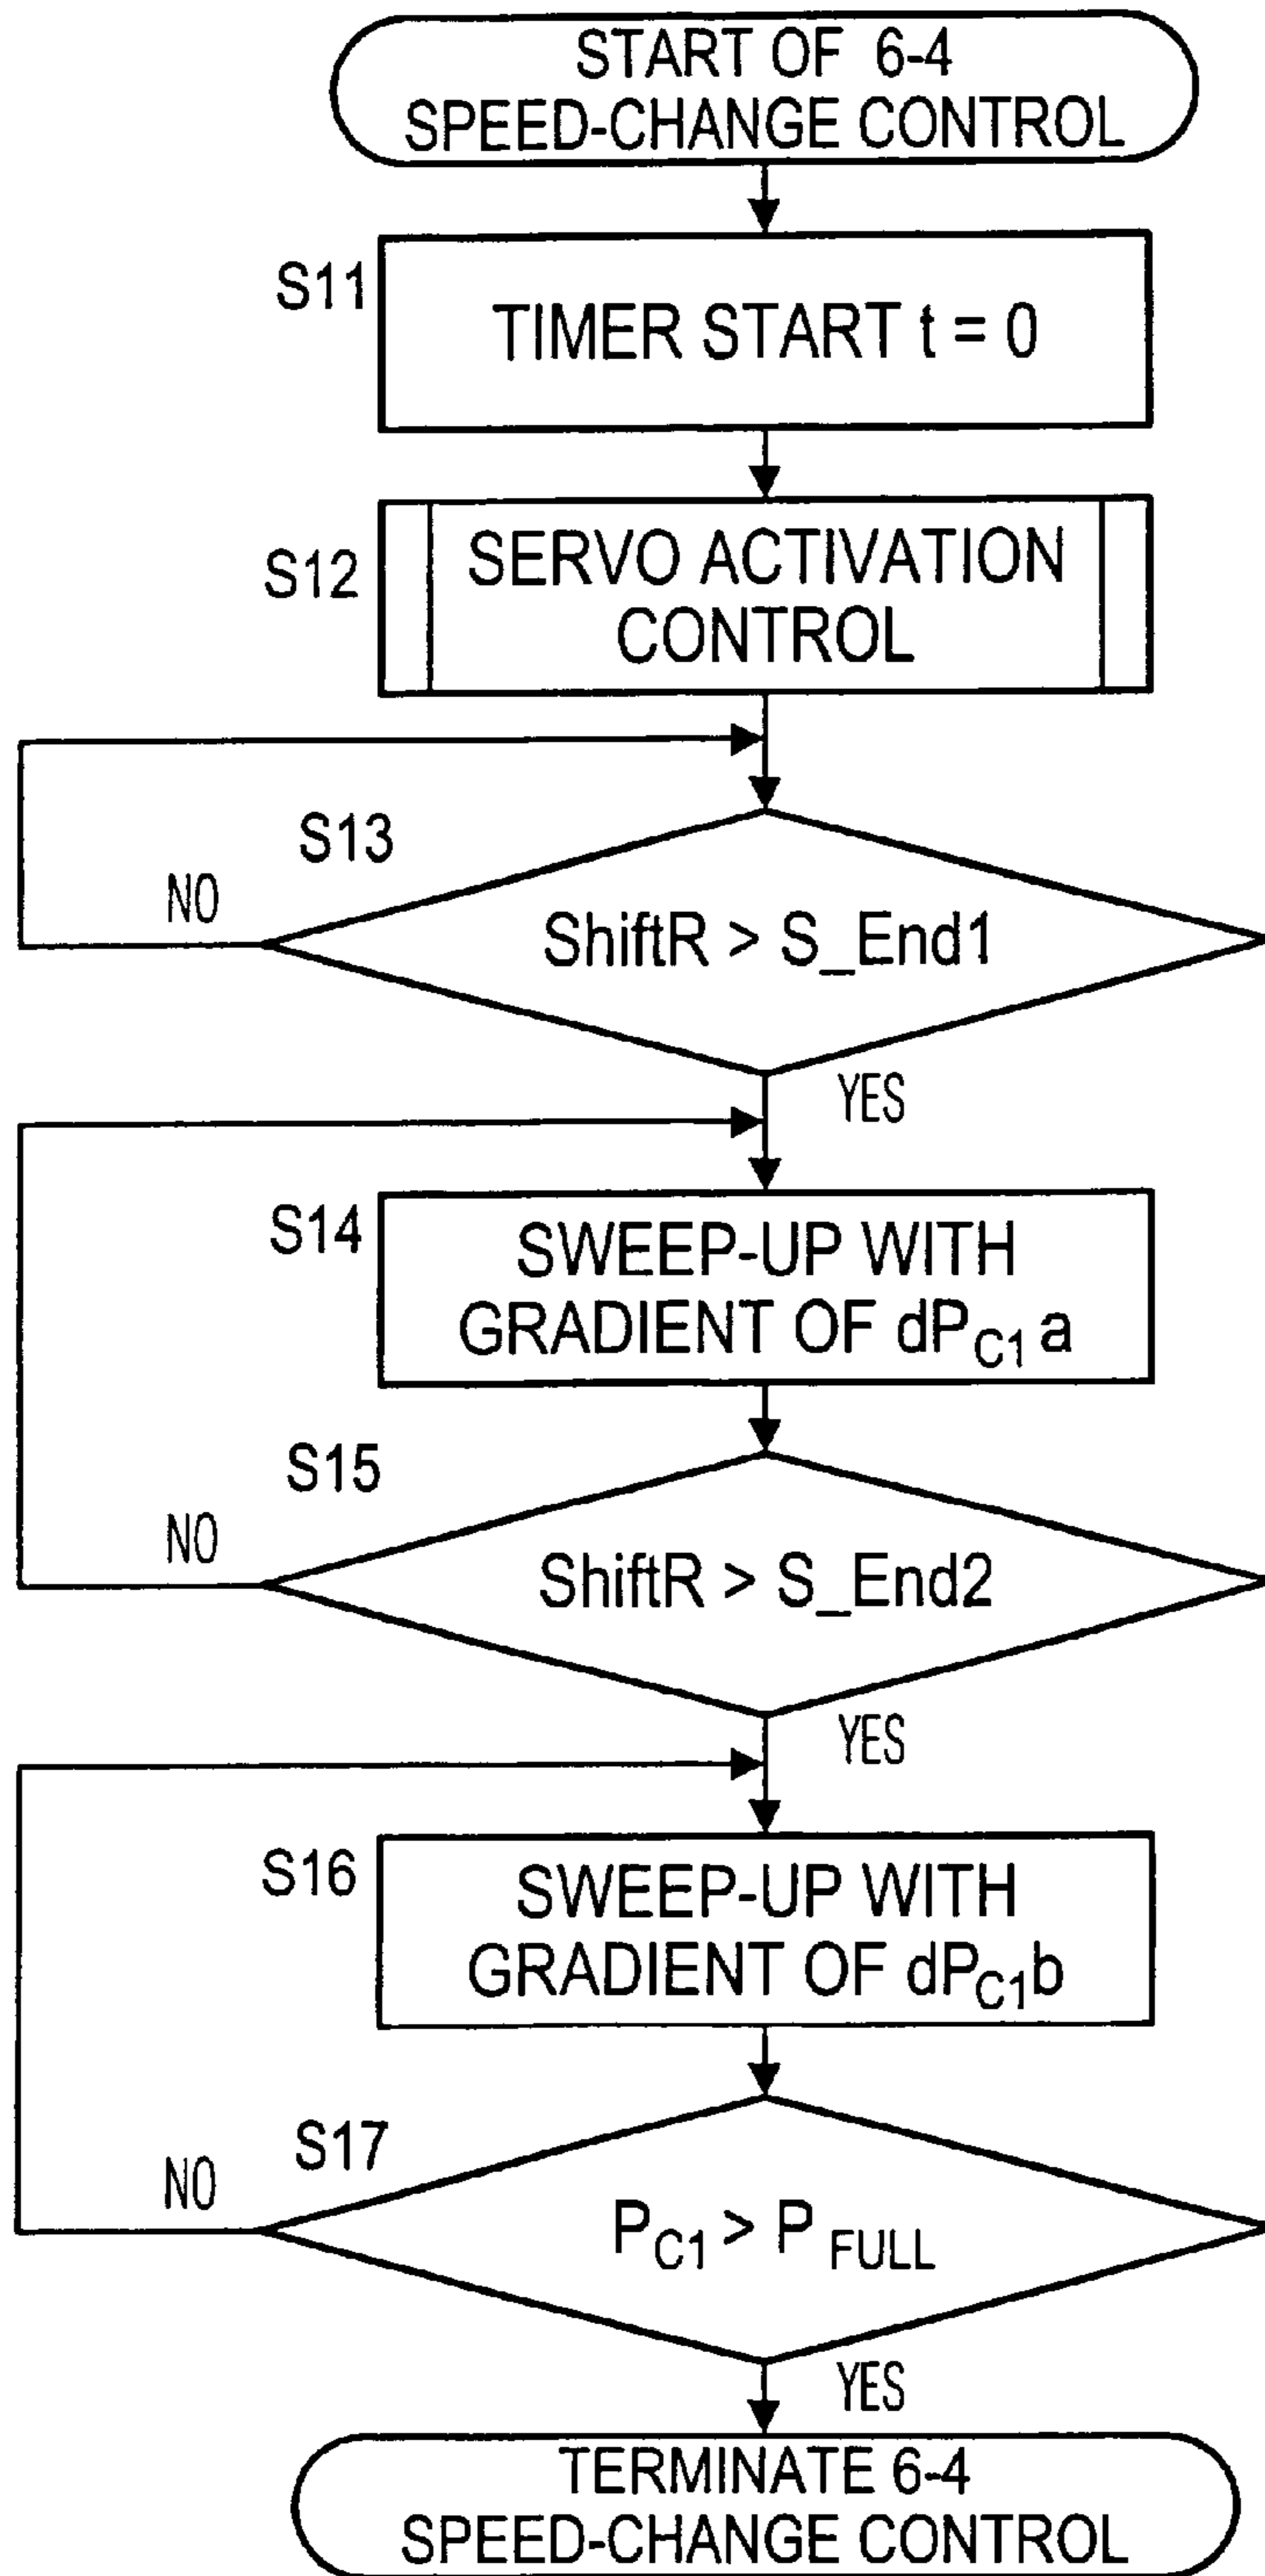 START OF 6-4
SPEED-CHANGE CONTROL
S11
TIMER START t = 0
S12
SERVO ACTIVATION
CONTROL
S13
NO
ShiftR > S_End1
YES
S14
SWEEP-UP WITH
GRADIENT OF dPC1 a
S15
NO
ShiftR > S_End2
YES
S16
SWEEP-UP WITH
GRADIENT OF dPC1b
S17
NO
PC1 > P FULL
YES
TERMINATE 6-4
SPEED-CHANGE CONTROL